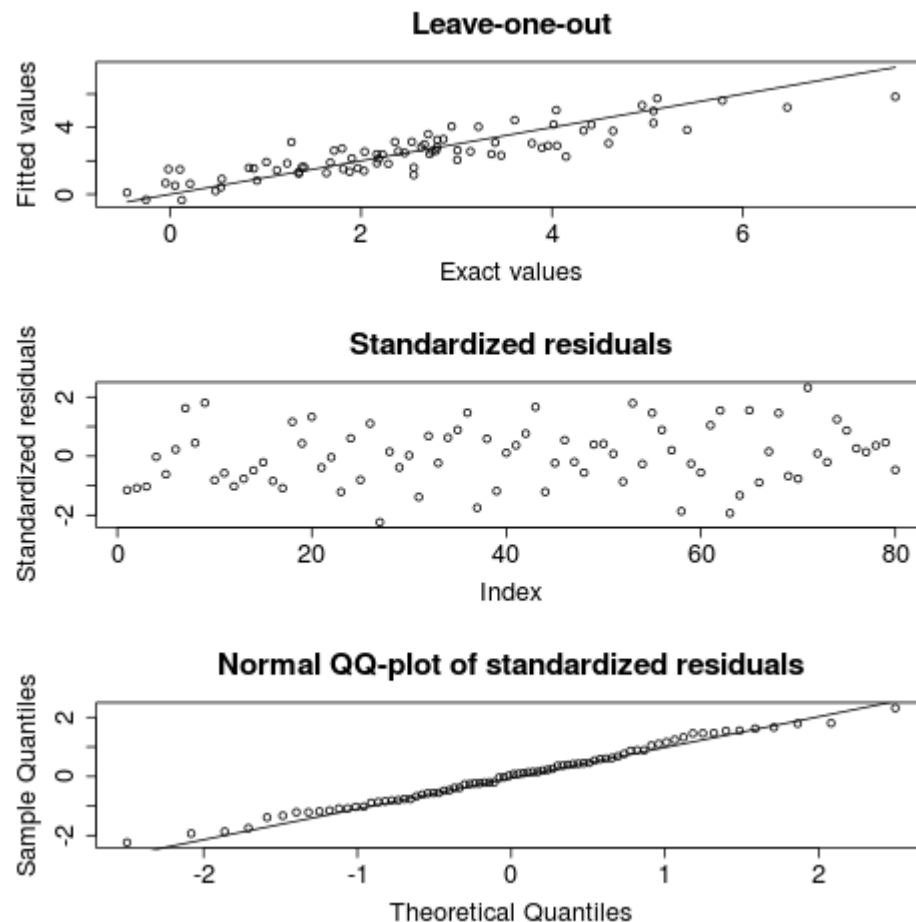 Leave-one-out
Fitted values
0 4
0 2 4 6
Exact values
Standardized residuals
Standardized residuals
-2 0 2
0 20 40 60 80
Index
Normal QQ-plot of standardized residuals
Sample Quantiles
-2 0 2
-2 -1 0 1 2
Theoretical Quantiles